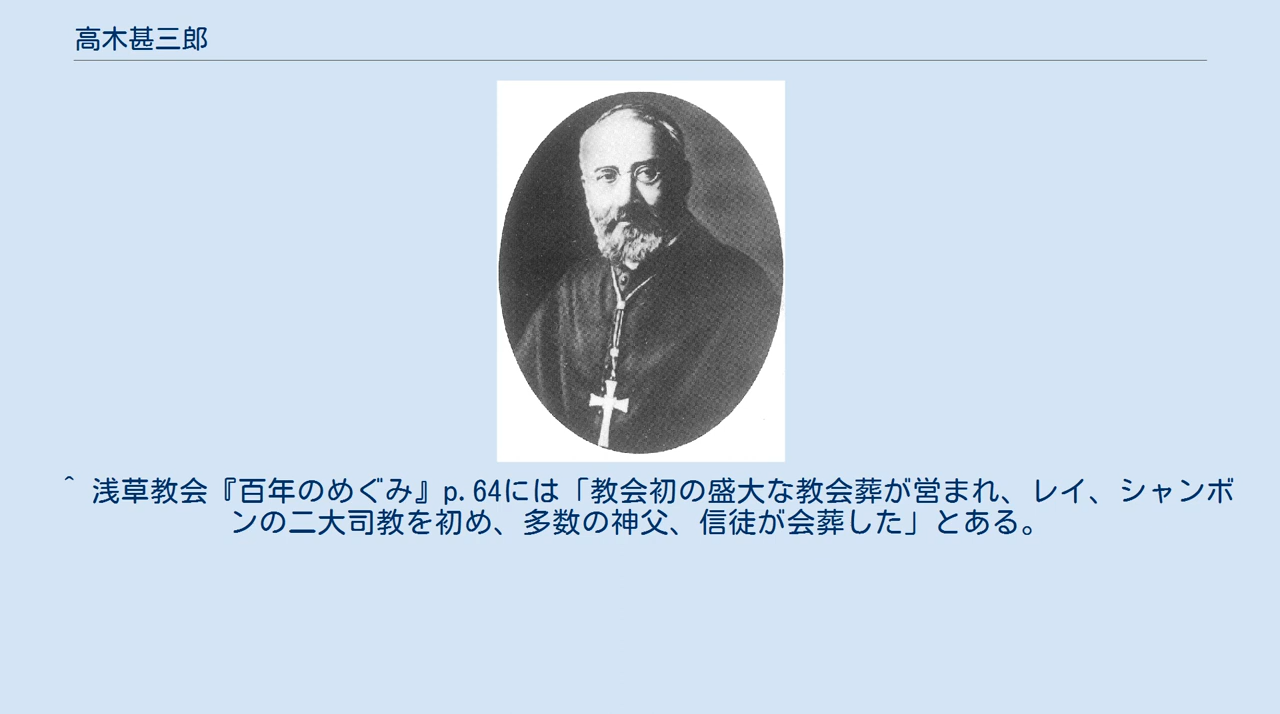 高木甚三郎
^ 浅草教会『百年のめぐみ』p.64には「教会初の盛大な教会葬が営まれ、レイ、シャンボ
ンの二大司教を初め、多数の神父、信徒が会葬した」とある。